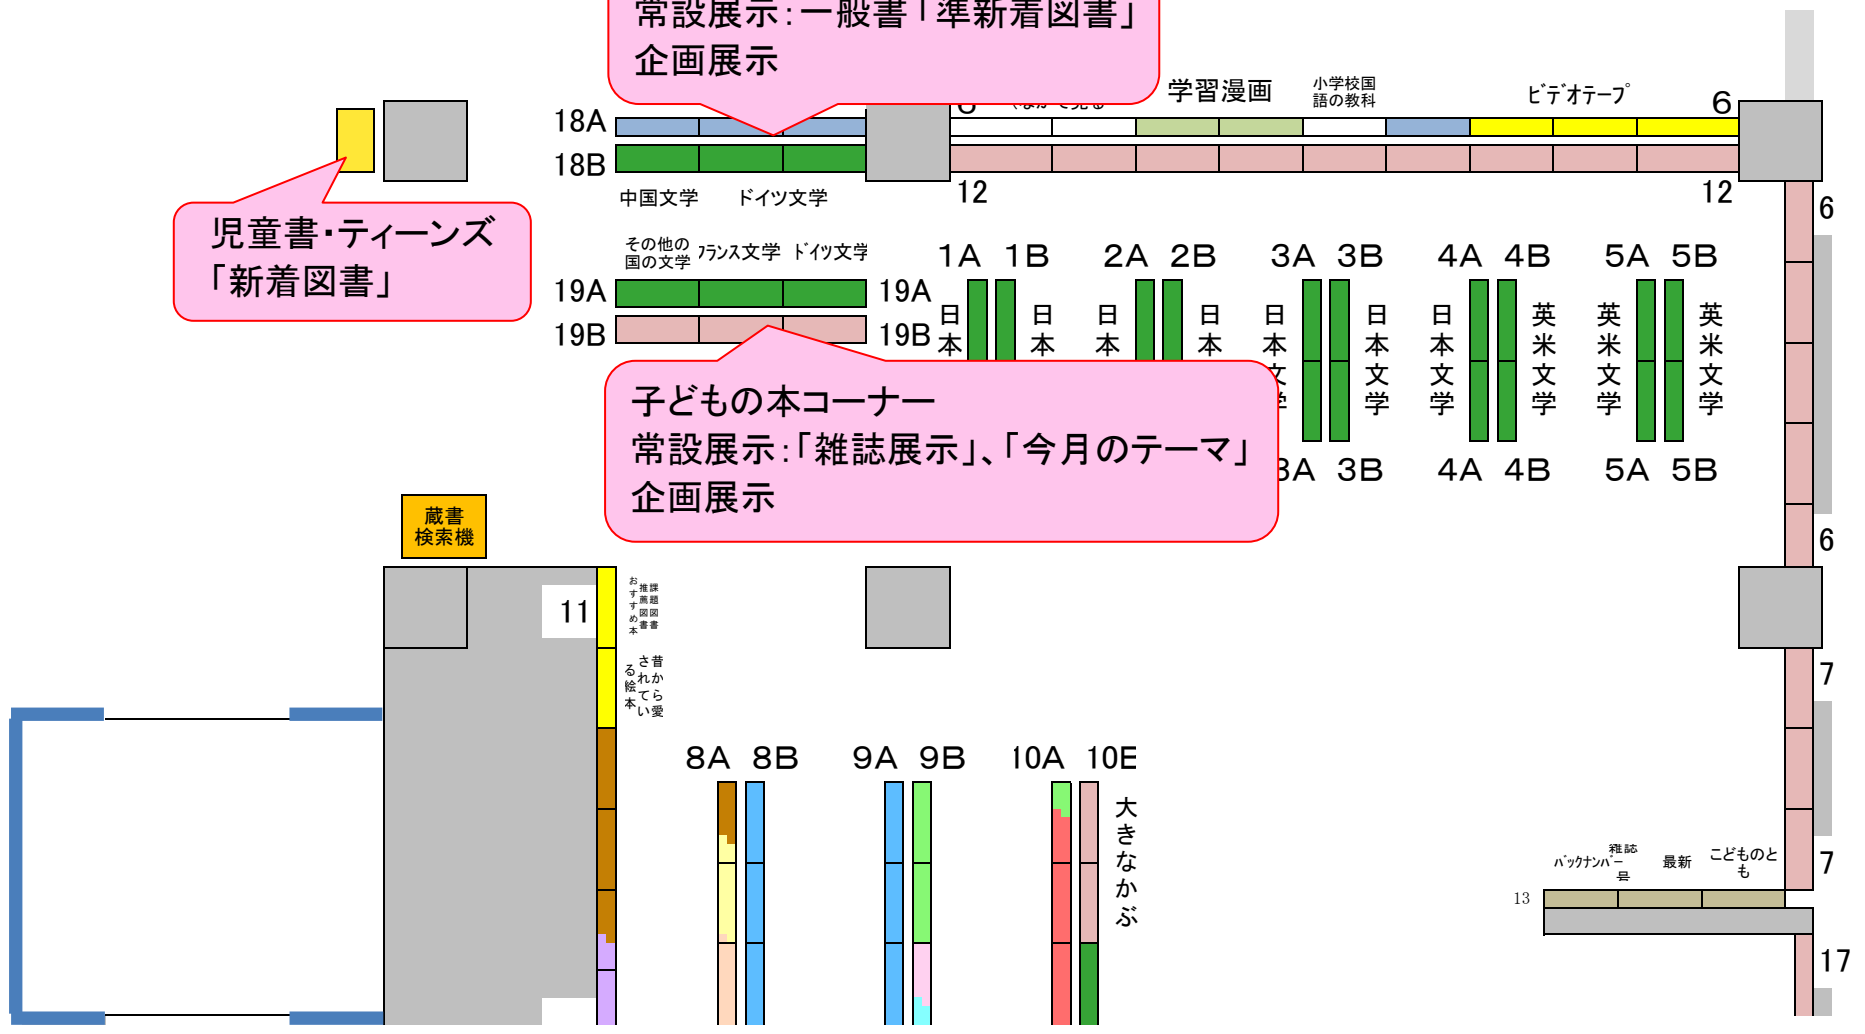 常設展示：一般書「準新着図書」
企画展示
学習漫画
小学校国
語の教科
ビデオテープ
6
18A
18B
12
12
中国文学
ドイツ文学
6
児童書・ティーンズ
「新着図書」
その他の
国の文学
フランス文学
ドイツ文学
19A
19A
19B
19B
1A
1B
2A
2B
3A
3B
4A
4B
5A
5B
日本
日本
日本
日本
日本文学
日本文学
日本文学
英米文学
英米文学
英米文学
子どもの本コーナー
常設展示：「雑誌展示」、「今月のテーマ」
企画展示
3A
3B
4A
4B
5A
5B
蔵書
検索機
6
11
課題図書
推薦図書
おすすめ本
昔から愛
されてい
る絵本
7
8A
8B
9A
9B
10A
10B
大きなかぶ
バックナンバー
雑誌
号
最新
こどものと
も
7
13
17